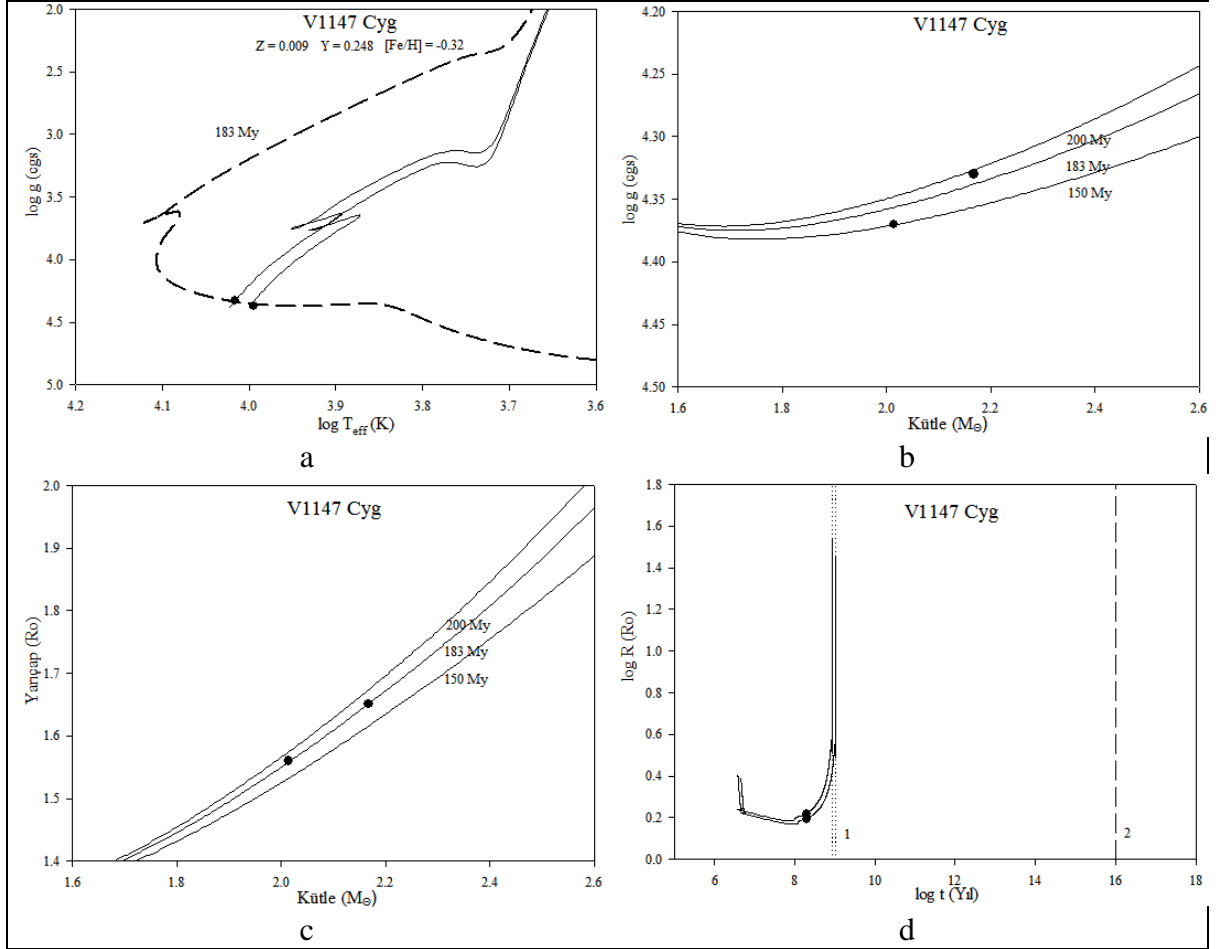 V1147 Cyg
Z = 0.009 Y = 0.248 [Fe/H] = -0.32
183 My
log g (cgs)
2.0
2.5
3.0
3.5
4.0
4.5
5.0
4.2 4.1 4.0 3.9 3.8 3.7 3.6
log Teff (K)
a
V1147 Cyg
200 My
183 My
150 My
log g (cgs)
4.20
4.25
4.30
4.35
4.40
4.45
4.50
1.6 1.8 2.0 2.2 2.4 2.6
Kütle (M⊙)
b
V1147 Cyg
200 My
183 My
150 My
Yarıçap (Ro)
2.0
1.9
1.8
1.7
1.6
1.5
1.4
1.6 1.8 2.0 2.2 2.4 2.6
Kütle (M⊙)
c
V1147 Cyg
1
2
log R (Ro)
1.8
1.6
1.4
1.2
1.0
0.8
0.6
0.4
0.2
0.0
6 8 10 12 14 16 18
log t (Yıl)
d